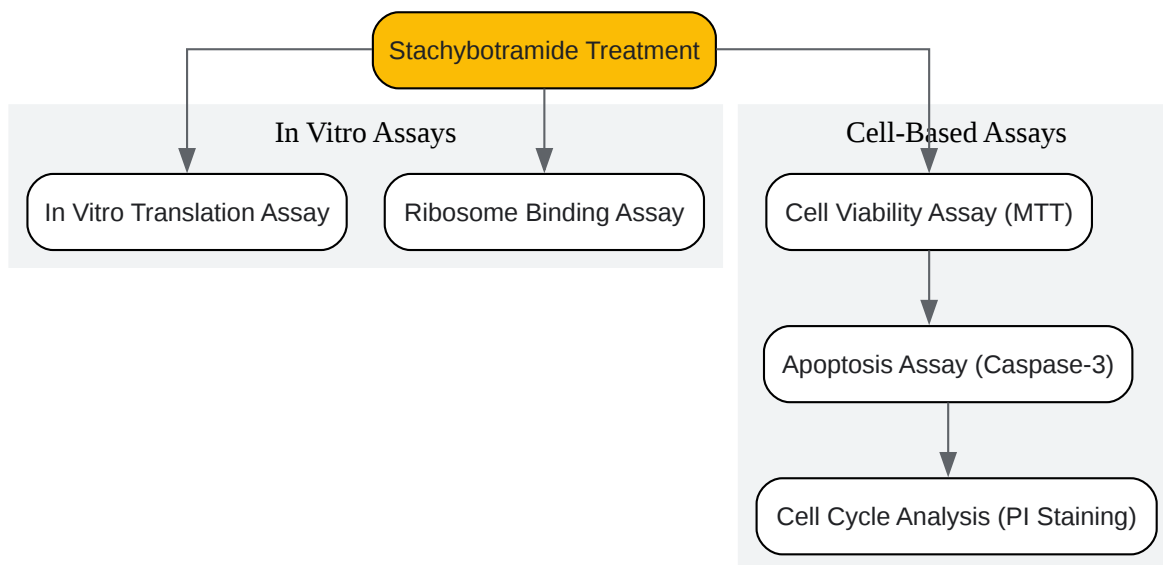 Stachybotramide Treatment
In Vitro Assays
Cell-Based Assays
In Vitro Translation Assay
Ribosome Binding Assay
Cell Viability Assay (MTT)
Apoptosis Assay (Caspase-3)
Cell Cycle Analysis (PI Staining)